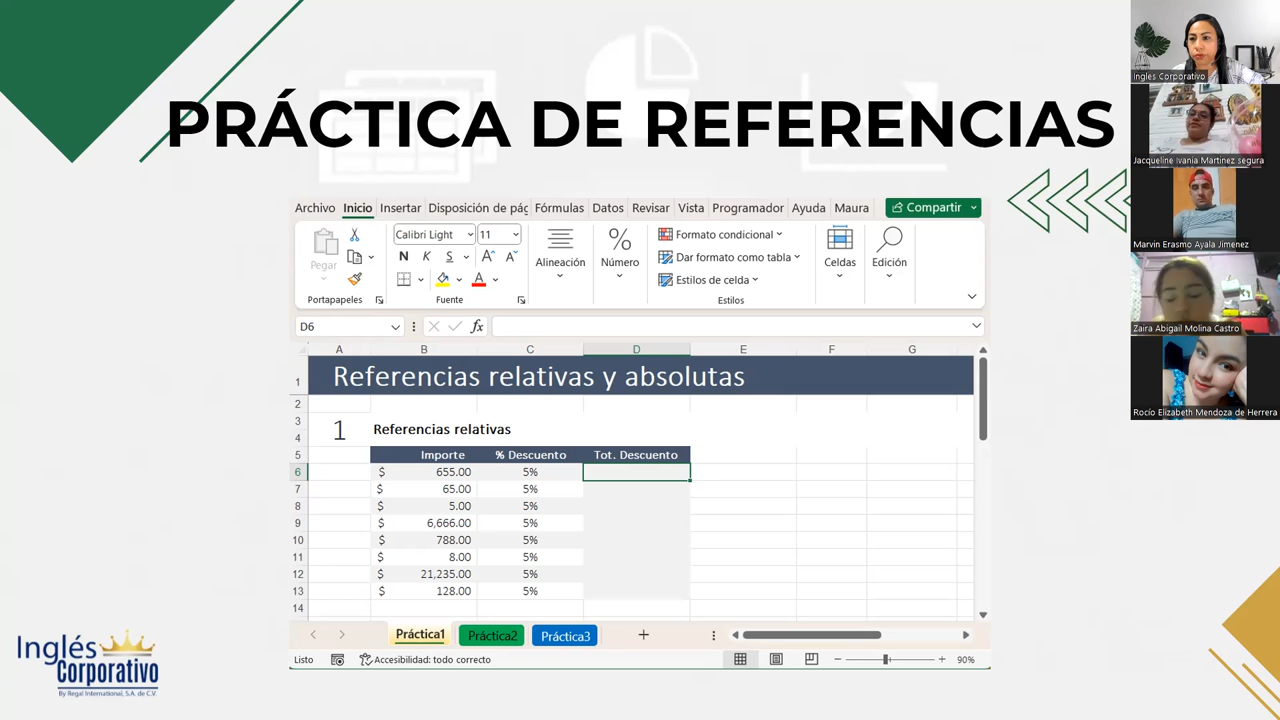 PRÁCTICA DE REFERENCIAS
Archivo Inicio Insertar Disposición de pág Fórmulas Datos Revisar Vista Programador Ayuda Maura Compartir
Pegar
Calibri Light 11
N K S A A
A
Alineación
%
Número
Formato condicional
Dar formato como tabla
Estilos de celda
Celdas
Edición
Portapapeles Fuente Estilos
D6 fx
A B C D E F G
1 Referencias relativas y absolutas
2
3
4
1 Referencias relativas
5 Importe % Descuento Tot. Descuento
6 $ 655.00 5%
7 $ 65.00 5%
8 $ 5.00 5%
9 $ 6,666.00 5%
10 $ 788.00 5%
11 $ 8.00 5%
12 $ 21,235.00 5%
13 $ 128.00 5%
14
Práctica1 Práctica2 Práctica3
Listo Accesibilidad: todo correcto 90%
Inglés
Corporativo
By Regal International, S.A. de C.V.
Ingles Corporativo
Jacqueline Ivania Martinez segura
Marvin Erasmo Ayala Jimenez
Zaira Abigail Molina Castro
Rocío Elizabeth Mendoza de Herrera